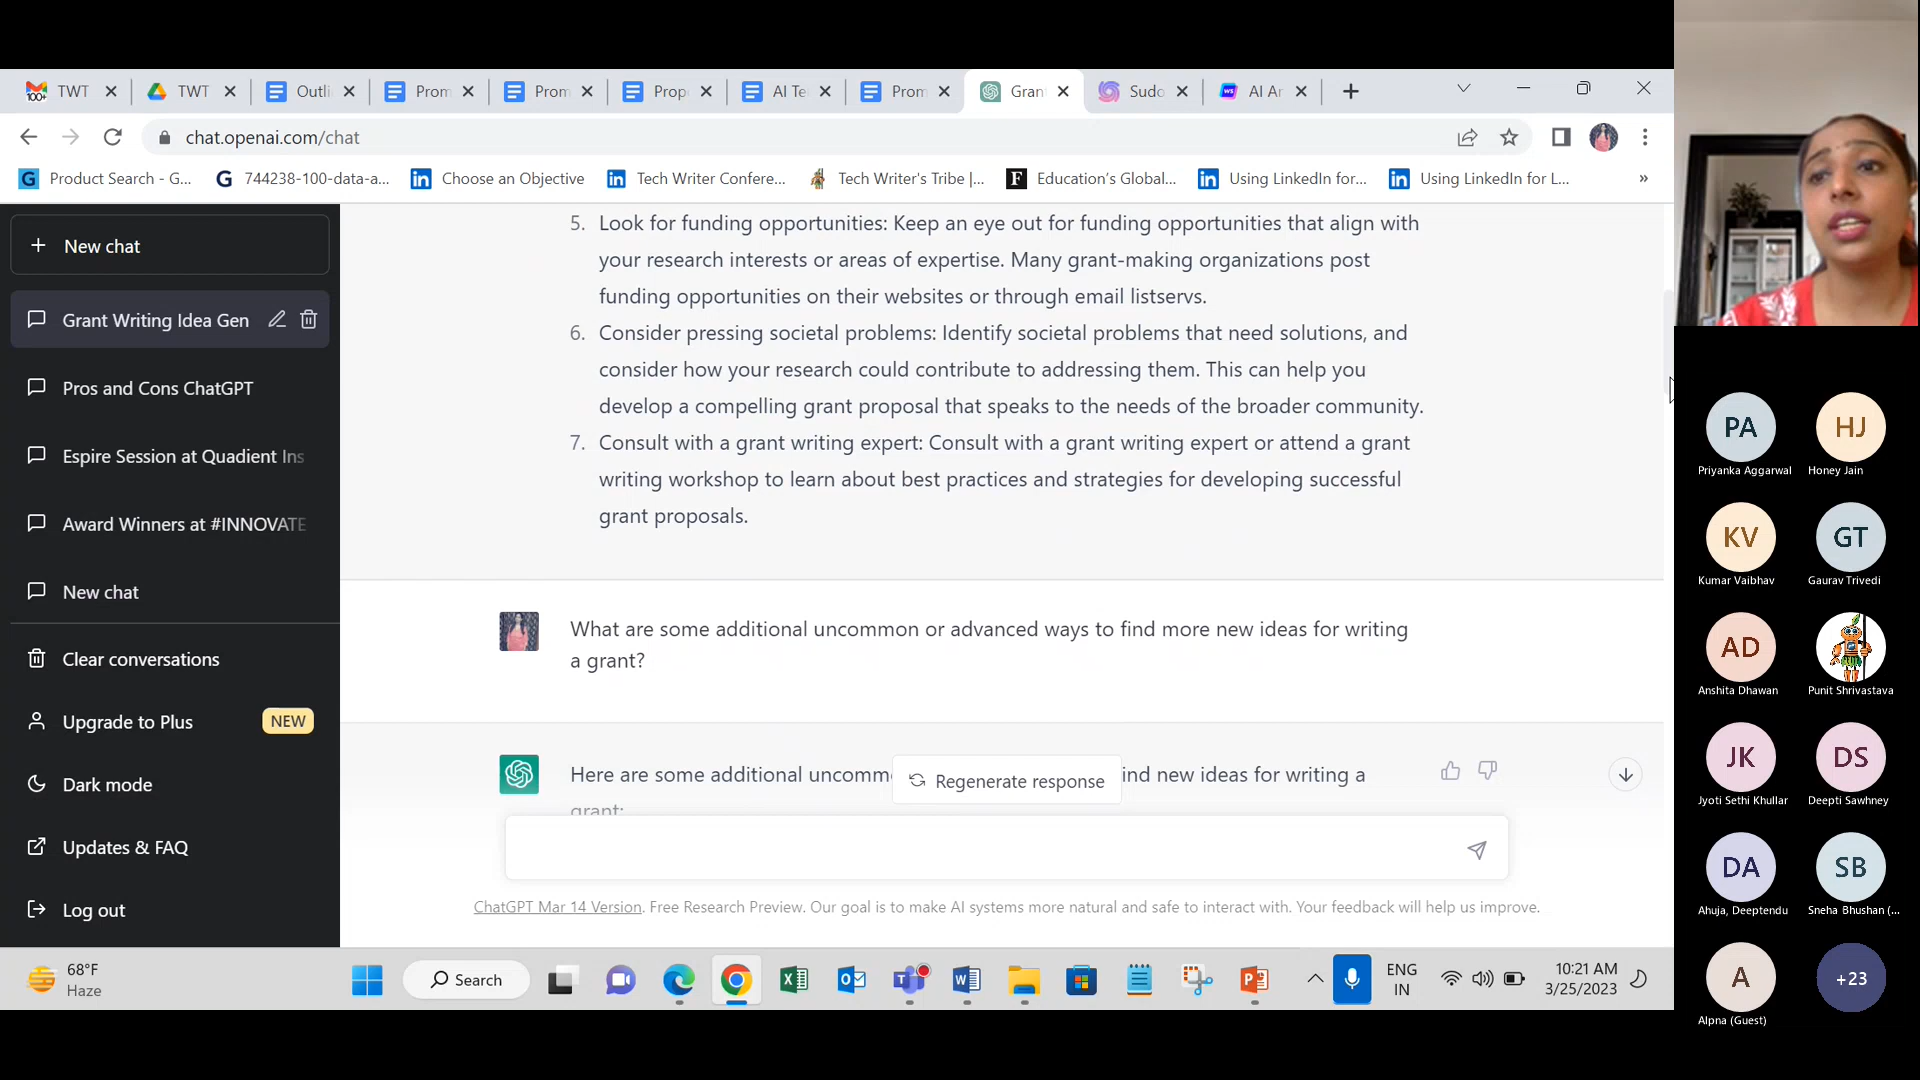 TWT
TWT
Outli
Prom
Prom
Prop
AI Te
Prom
Gran
Sudo
AI Ar
chat.openai.com/chat
Product Search - G...
744238-100-data-a...
Choose an Objective
Tech Writer Confere...
Tech Writer's Tribe |...
Education's Global...
Using LinkedIn for...
Using LinkedIn for L...
»
New chat
Grant Writing Idea Gen
Pros and Cons ChatGPT
Espire Session at Quadient Ins
Award Winners at #INNOVATE
New chat
Clear conversations
Upgrade to Plus NEW
Dark mode
Updates & FAQ
Log out
5. Look for funding opportunities: Keep an eye out for funding opportunities that align with
your research interests or areas of expertise. Many grant-making organizations post
funding opportunities on their websites or through email listservs.
6. Consider pressing societal problems: Identify societal problems that need solutions, and
consider how your research could contribute to addressing them. This can help you
develop a compelling grant proposal that speaks to the needs of the broader community.
7. Consult with a grant writing expert: Consult with a grant writing expert or attend a grant
writing workshop to learn about best practices and strategies for developing successful
grant proposals.
What are some additional uncommon or advanced ways to find more new ideas for writing
a grant?
Here are some additional uncomm
Regenerate response
ind new ideas for writing a
grant:
ChatGPT Mar 14 Version. Free Research Preview. Our goal is to make AI systems more natural and safe to interact with. Your feedback will help us improve.
68°F
Haze
Search
ENG
IN
10:21 AM
3/25/2023
PA
Priyanka Aggarwal
HJ
Honey Jain
KV
Kumar Vaibhav
GT
Gaurav Trivedi
AD
Anshita Dhawan
Punit Shrivastava
JK
Jyoti Sethi Khullar
DS
Deepti Sawhney
DA
Ahuja, Deeptendu
SB
Sneha Bhushan (...
A
Alpna (Guest)
+23